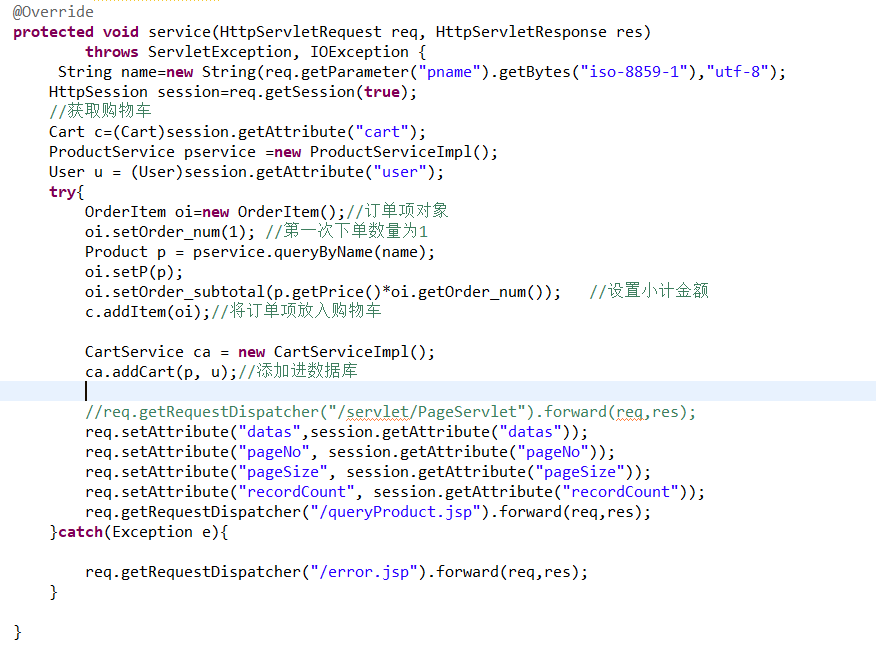 @Override
protected void service(HttpServletRequest req, HttpServletResponse res)
throws ServletException, IOException {
String name=new String(req.getParameter("pname").getBytes("iso-8859-1"),"utf-8");
HttpSession session=req.getSession(true);
//获取购物车
Cart c=(Cart)session.getAttribute("cart");
ProductService pservice =new ProductServiceImpl();
User u = (User)session.getAttribute("user");
try{
OrderItem oi=new OrderItem();//订单项对象
oi.setOrder_num(1); //第一次下单数量为1
Product p = pservice.queryByName(name);
oi.setP(p);
oi.setOrder_subtotal(p.getPrice()*oi.getOrder_num()); //设置小计金额
c.addItem(oi);//将订单项放入购物车
CartService ca = new CartServiceImpl();
ca.addCart(p, u);//添加进数据库
//req.getRequestDispatcher("/servlet/PageServlet").forward(req,res);
req.setAttribute("datas",session.getAttribute("datas"));
req.setAttribute("pageNo", session.getAttribute("pageNo"));
req.setAttribute("pageSize", session.getAttribute("pageSize"));
req.setAttribute("recordCount", session.getAttribute("recordCount"));
req.getRequestDispatcher("/queryProduct.jsp").forward(req,res);
}catch(Exception e){
req.getRequestDispatcher("/error.jsp").forward(req,res);
}
}